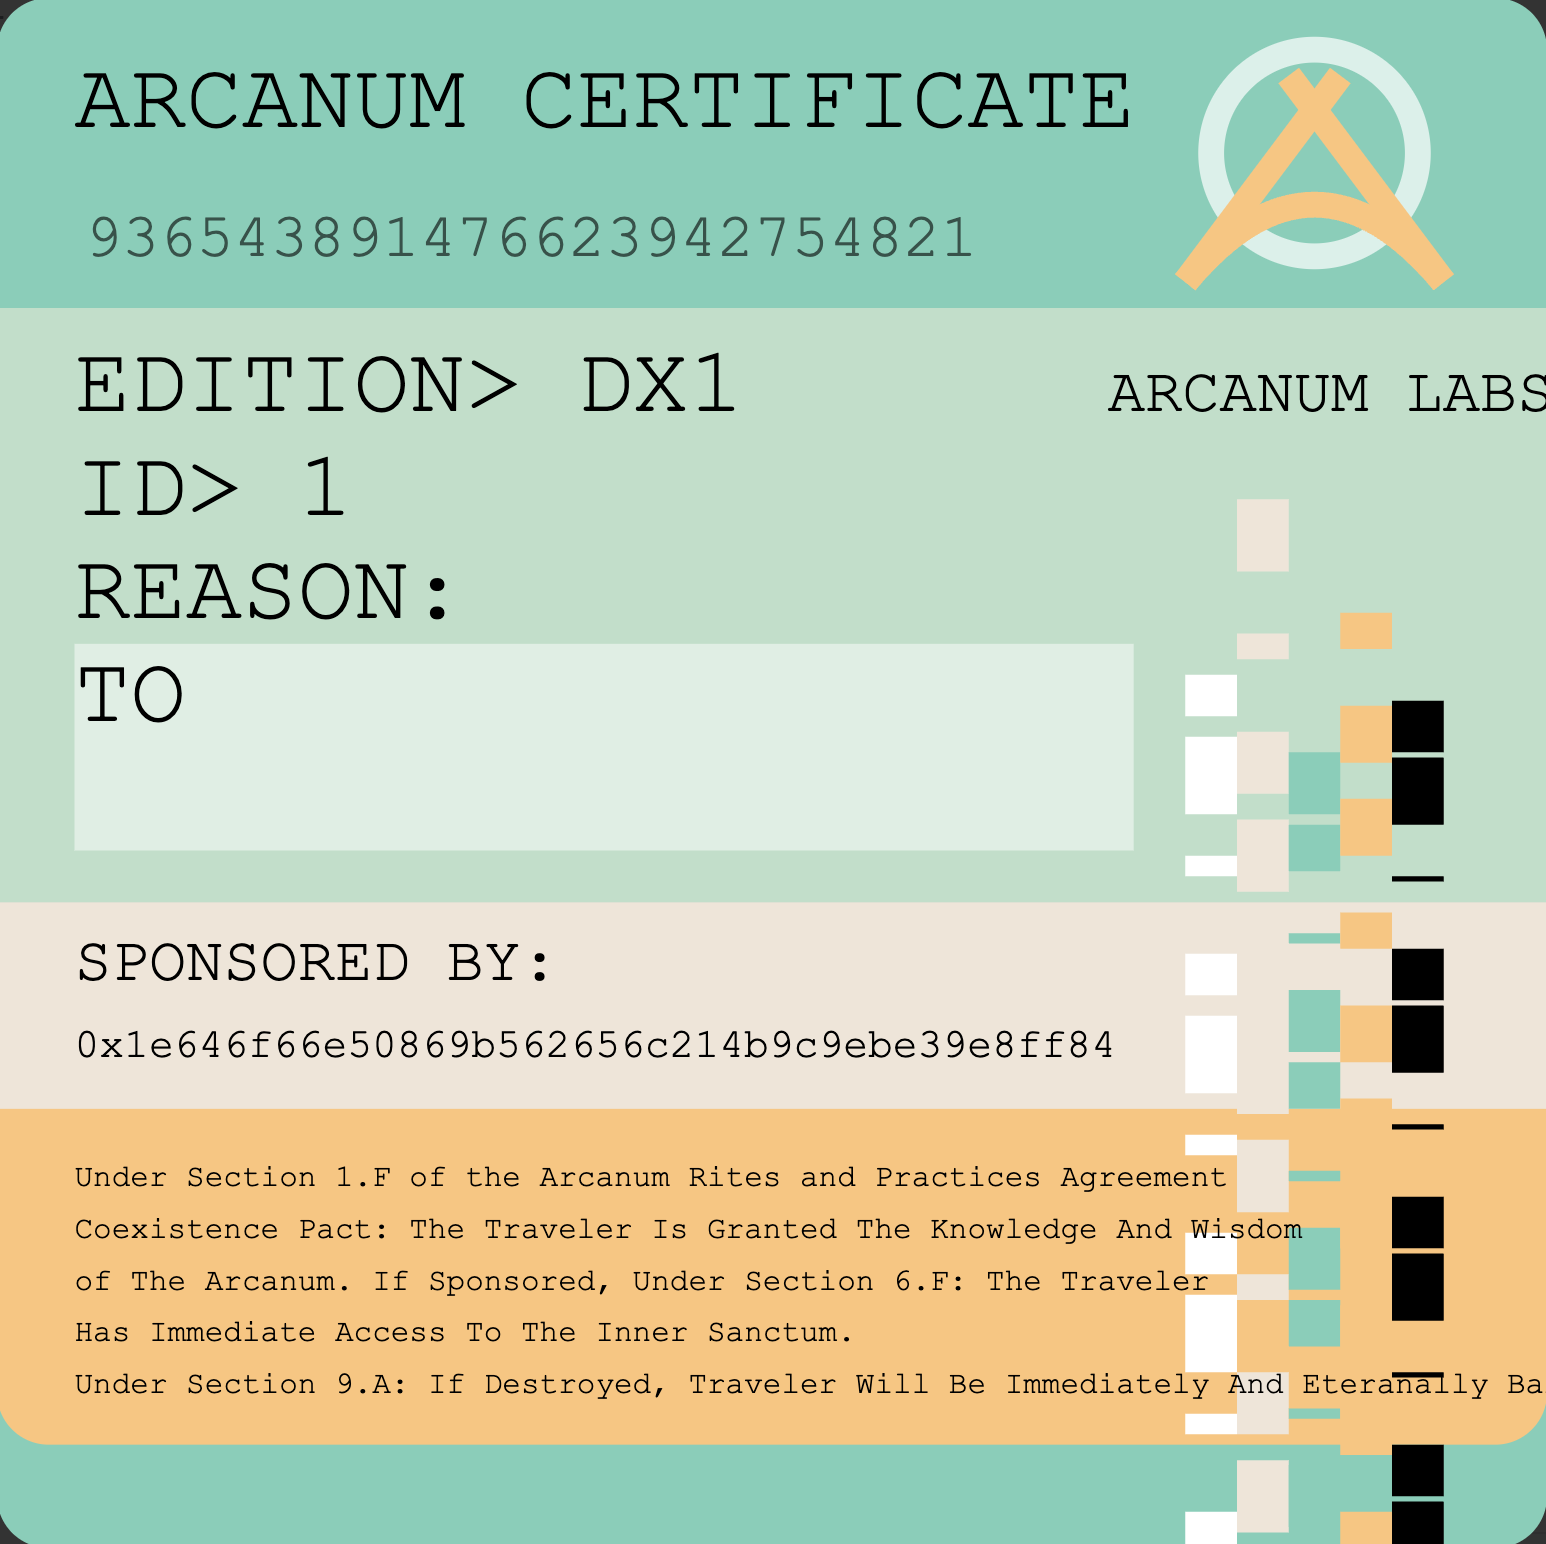 ARCANUM CERTIFICATE
936543891476623942754821
EDITION> DX1
ARCANUM LABS
ID> 1
REASON:
TO
SPONSORED BY:
0x1e646f66e50869b562656c214b9c9ebe39e8ff84
Under Section 1.F of the Arcanum Rites and Practices Agreement
Coexistence Pact: The Traveler Is Granted The Knowledge And Wisdom
of The Arcanum. If Sponsored, Under Section 6.F: The Traveler
Has Immediate Access To The Inner Sanctum.
Under Section 9.A: If Destroyed, Traveler Will Be Immediately And Eteranally Ba